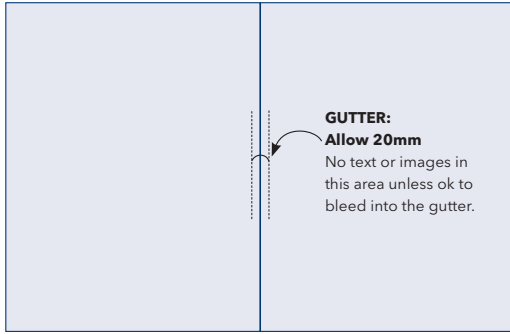 GUTTER:
Allow 20mm
No text or images in
this area unless ok to
bleed into the gutter.